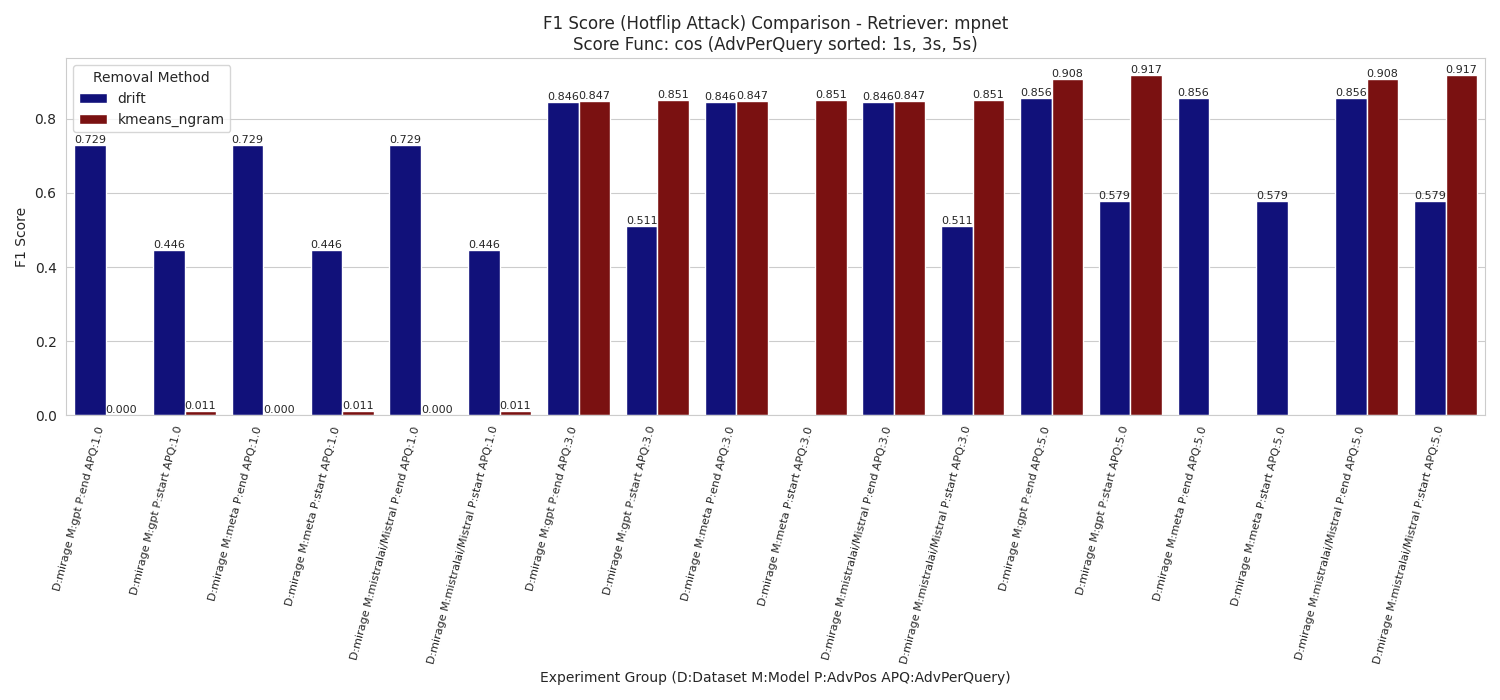 F1 Score (Hotflip Attack) Comparison - Retriever: mpnet
Score Func: cos (AdvPerQuery sorted: 1s, 3s, 5s)
Removal Method
drift
kmeans_ngram
F1 Score
0.8
0.6
0.4
0.2
0.0
0.729
0.000
0.446
0.011
0.729
0.000
0.446
0.011
0.729
0.000
0.446
0.011
0.846
0.847
0.511
0.851
0.846
0.847
0.851
0.846
0.847
0.511
0.851
0.856
0.908
0.579
0.917
0.856
0.579
0.856
0.908
0.579
0.917
D:mirage M:gpt P:end APQ:1.0
D:mirage M:gpt P:start APQ:1.0
D:mirage M:meta P:end APQ:1.0
D:mirage M:meta P:start APQ:1.0
D:mirage M:mistralai/Mistral P:end APQ:1.0
D:mirage M:mistralai/Mistral P:start APQ:1.0
D:mirage M:gpt P:end APQ:3.0
D:mirage M:gpt P:start APQ:3.0
D:mirage M:meta P:end APQ:3.0
D:mirage M:meta P:start APQ:3.0
D:mirage M:mistralai/Mistral P:end APQ:3.0
D:mirage M:mistralai/Mistral P:start APQ:3.0
D:mirage M:gpt P:end APQ:5.0
D:mirage M:gpt P:start APQ:5.0
D:mirage M:meta P:end APQ:5.0
D:mirage M:meta P:start APQ:5.0
D:mirage M:mistralai/Mistral P:end APQ:5.0
D:mirage M:mistralai/Mistral P:start APQ:5.0
Experiment Group (D:Dataset M:Model P:AdvPos APQ:AdvPerQuery)